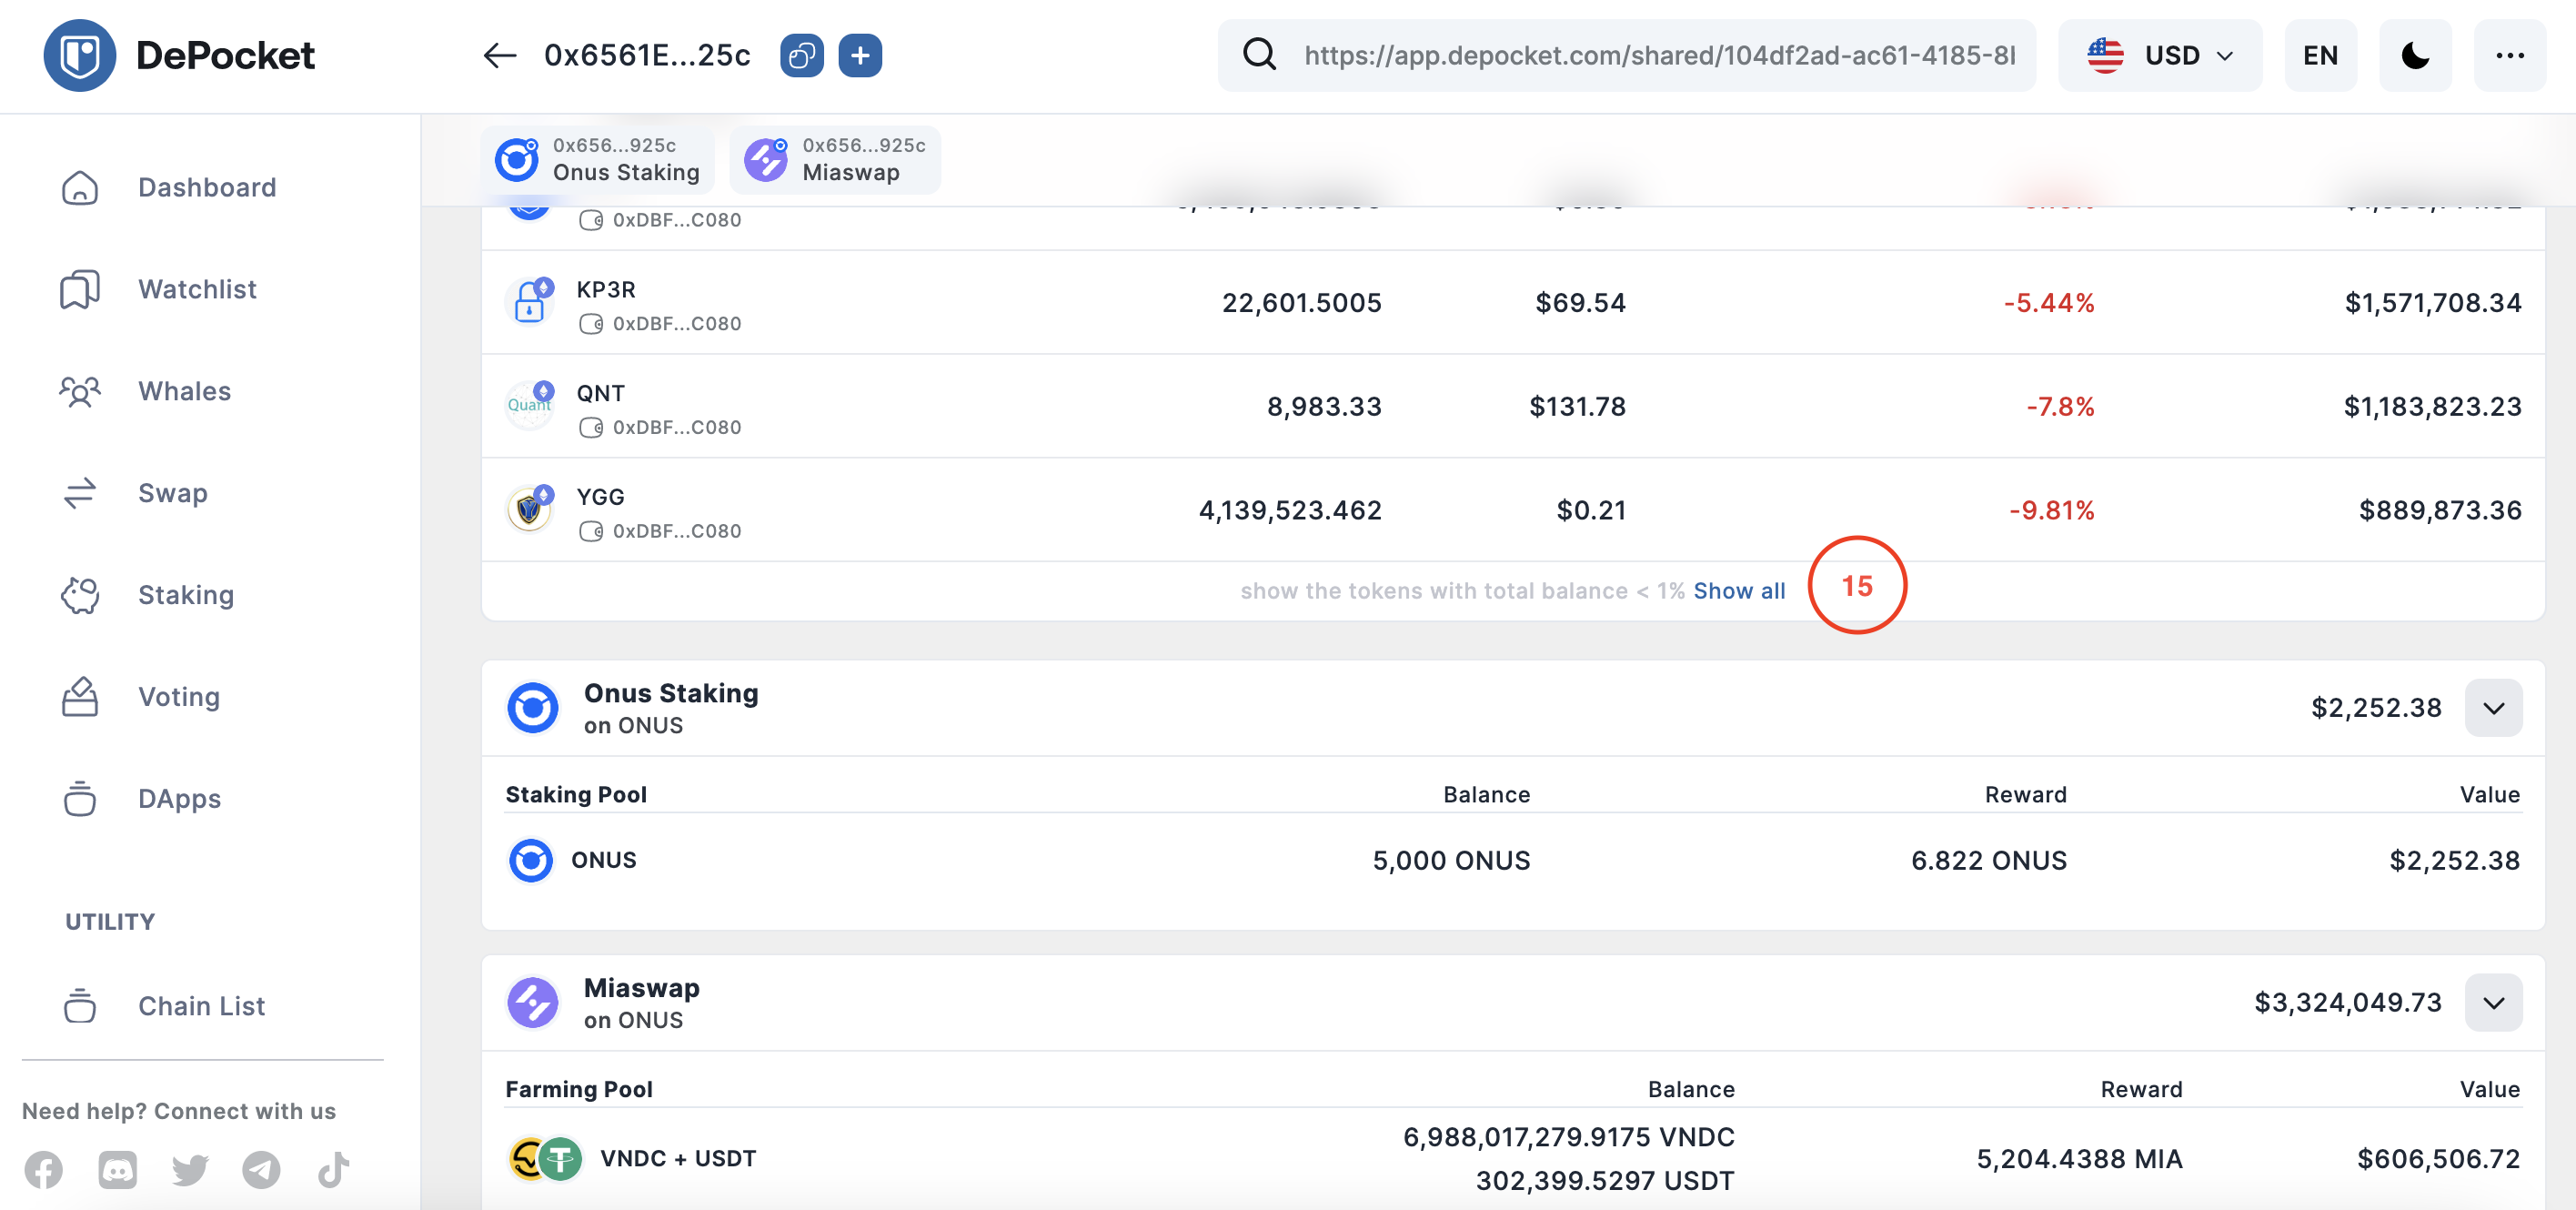 DePocket
0x6561E...25c
https://app.depocket.com/shared/104df2ad-ac61-4185-8
USD
EN
0x656...925c
Onus Staking
0x656...925c
Miaswap
Dashboard
Watchlist
Whales
Swap
Staking
Voting
DApps
UTILITY
Chain List
Need help? Connect with us
0xDBF...C080
KP3R
0xDBF...C080
22,601.5005
$69.54
-5.44%
$1,571,708.34
Quant
QNT
0xDBF...C080
8,983.33
$131.78
-7.8%
$1,183,823.23
YGG
0xDBF...C080
4,139,523.462
$0.21
-9.81%
$889,873.36
show the tokens with total balance < 1% Show all
15
Onus Staking
on ONUS
$2,252.38
Staking Pool
Balance
Reward
Value
ONUS
5,000 ONUS
6.822 ONUS
$2,252.38
Miaswap
on ONUS
$3,324,049.73
Farming Pool
Balance
Reward
Value
VNDC + USDT
6,988,017,279.9175 VNDC
302,399.5297 USDT
5,204.4388 MIA
$606,506.72